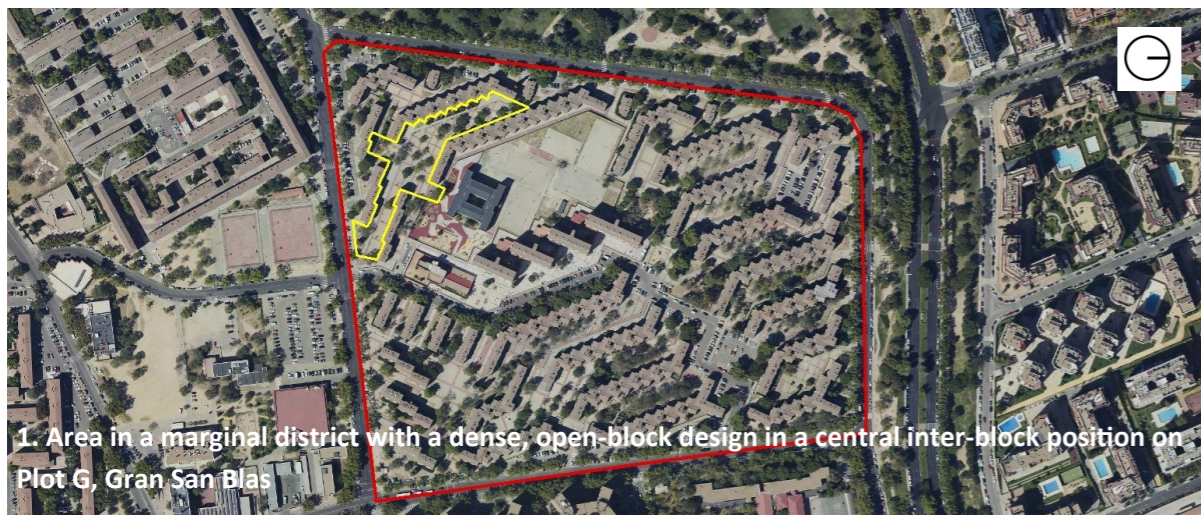 1. Area in a marginal district with a dense, open-block design in a central inter-block position on
Plot G, Gran San Blas